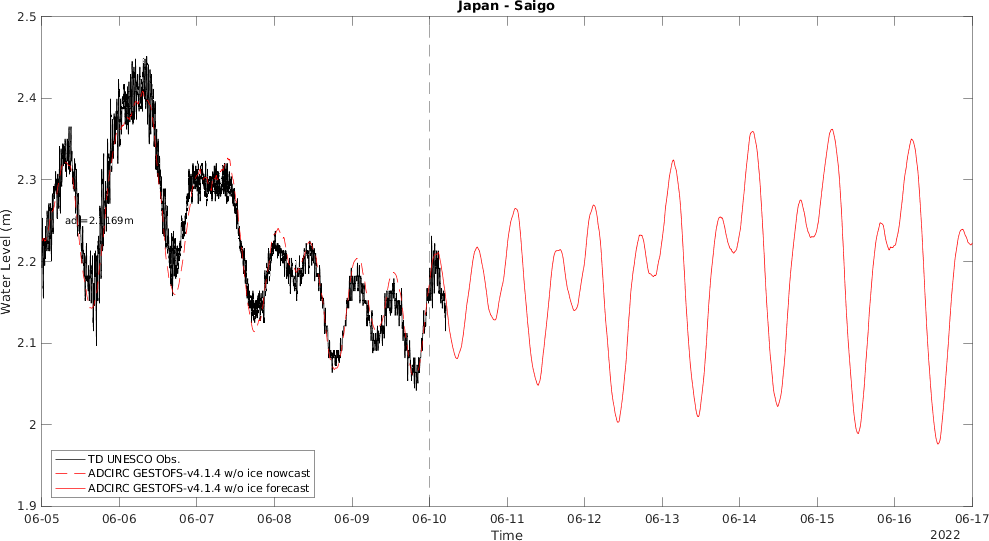 Japan - Saigo
2.5
2.4
2.3
2.2
2.1
2
1.9
Water Level (m)
TD UNESCO Obs.
ADCIRC GESTOFS-v4.1.4 w/o ice nowcast
ADCIRC GESTOFS-v4.1.4 w/o ice forecast
06-05 06-06 06-07 06-08 06-09 06-10 06-11 06-12 06-13 06-14 06-15 06-16 06-17
Time
2022